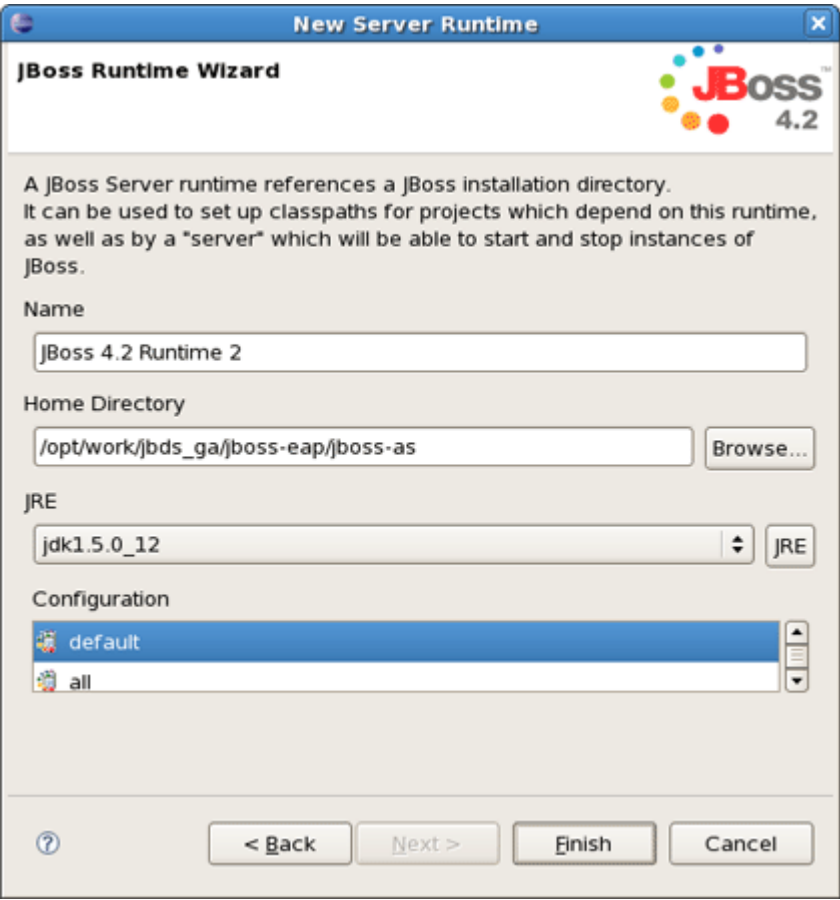 New Server Runtime
JBoss Runtime Wizard
JBoss™
4.2
A JBoss Server runtime references a JBoss installation directory.
It can be used to set up classpaths for projects which depend on this runtime,
as well as by a "server" which will be able to start and stop instances of
JBoss.
Name
JBoss 4.2 Runtime 2
Home Directory
/opt/work/jbds_ga/jboss-eap/jboss-as
Browse...
JRE
jdk1.5.0_12
JRE
Configuration
default
all
< Back
Next >
Finish
Cancel